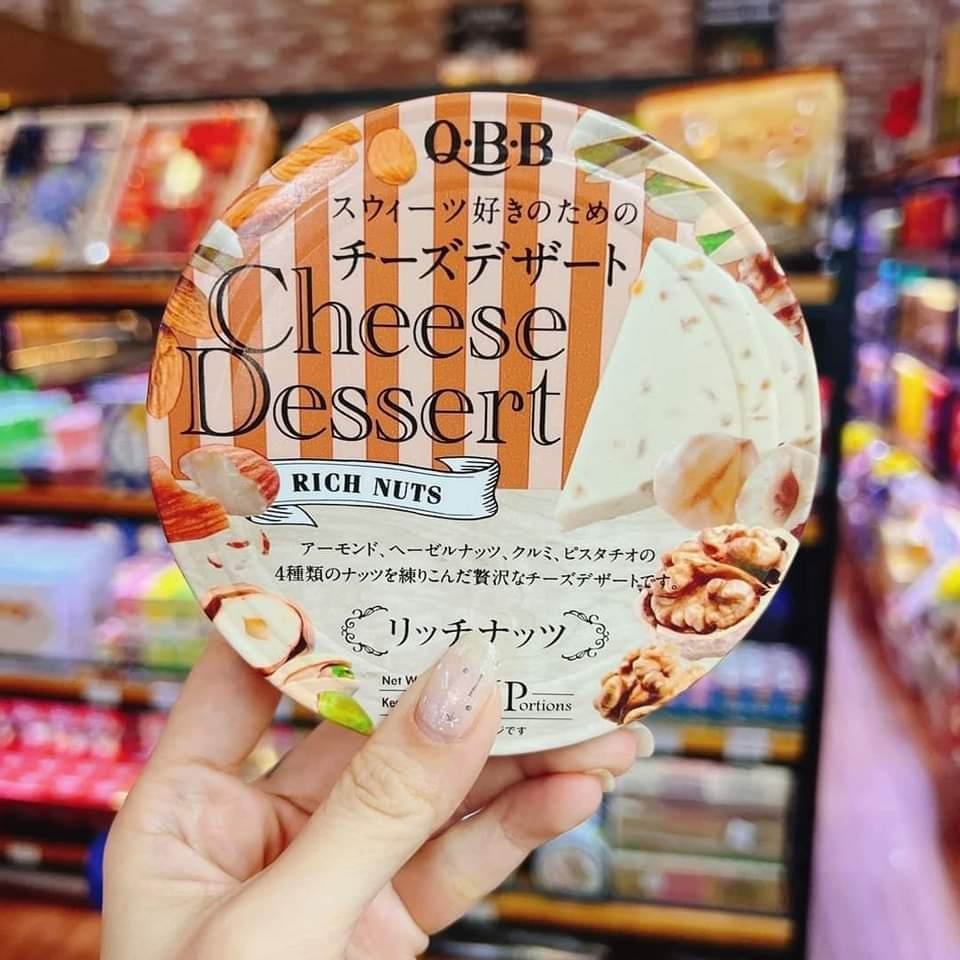 Q·B·B
スウィーツ好きのための
チーズデザート
Cheese
Dessert
RICH NUTS
アーモンド、ヘーゼルナッツ、クルミ、ピスタチオの
4種類のナッツを練りこんだ贅沢なチーズデザートです。
リッチナッツ
Net
Portions
です